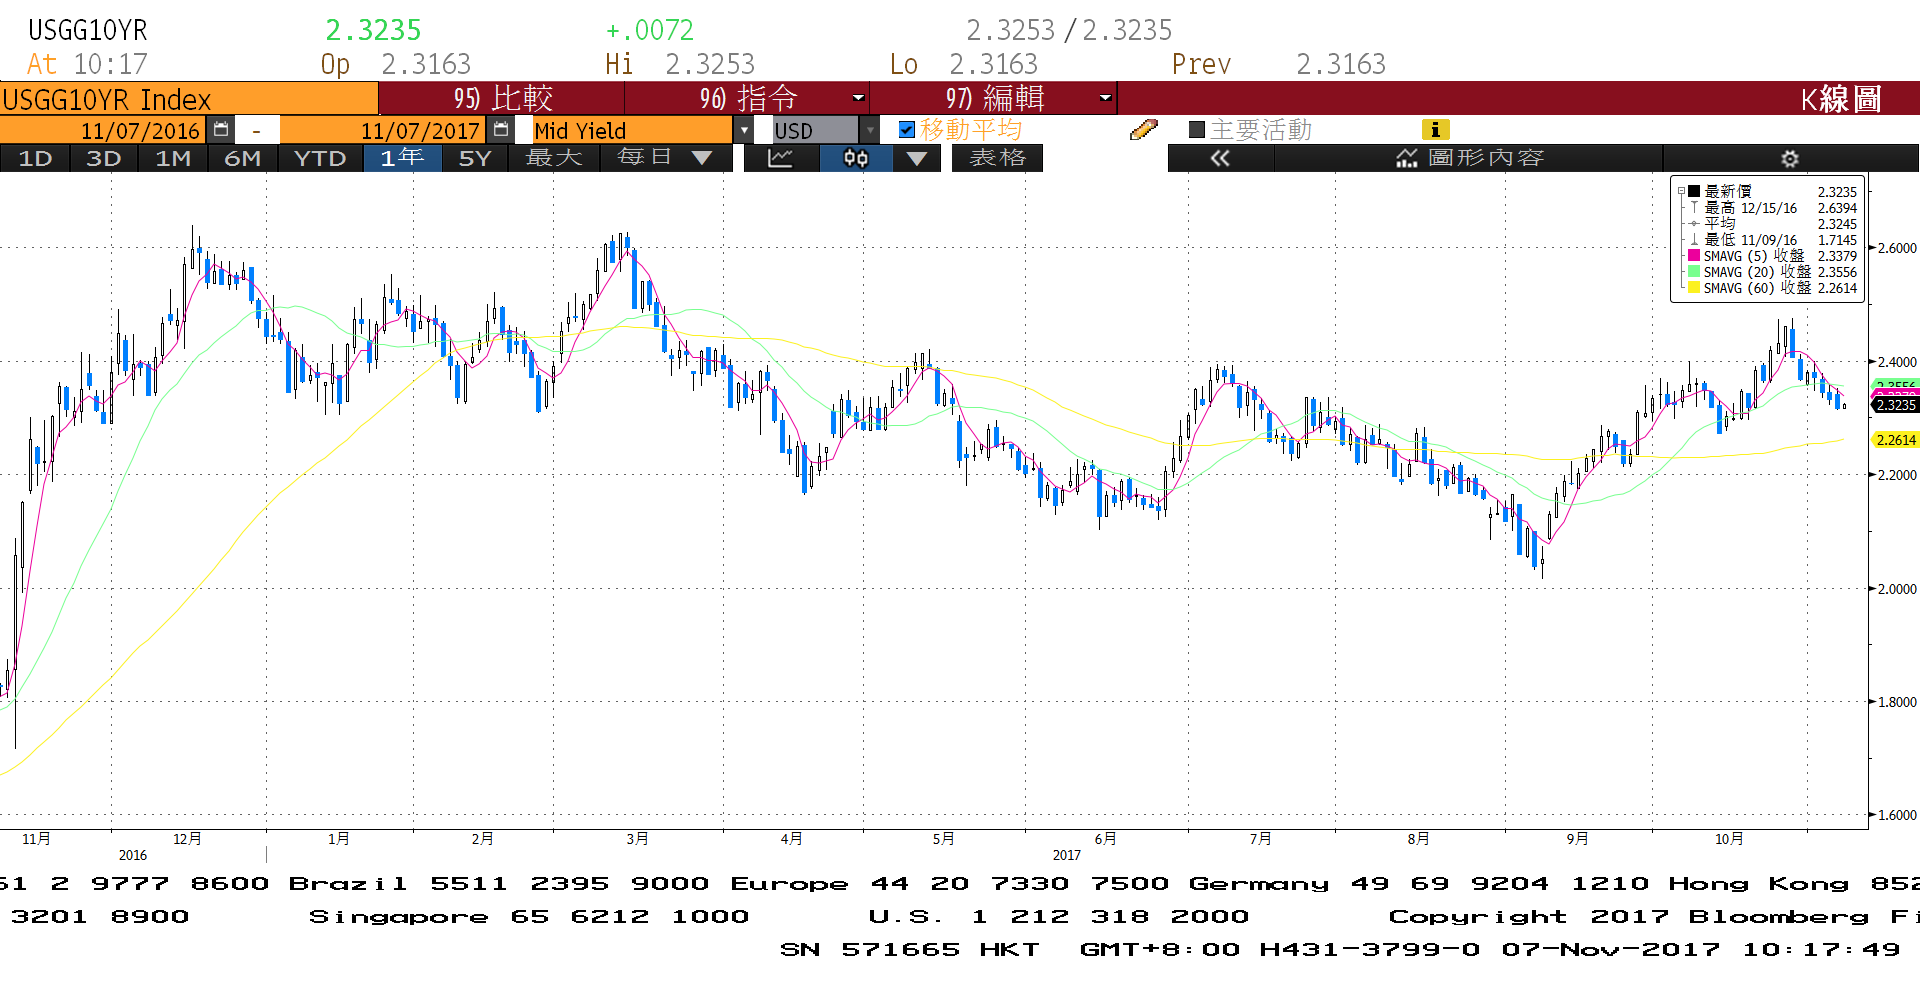 USGG10YR 2.3235 +.0072 2.3253 / 2.3235
At 10:17 Op 2.3163 Hi 2.3253 Lo 2.3163 Prev 2.3163
USGG10YR Index 95) 比較 96) 指令 97) 編輯 K線圖
11/07/2016 - 11/07/2017 Mid Yield USD 移動平均 主要活動
1D 3D 1M 6M YTD 1年 5Y 最大 每日 表格 圖形內容
最新價 2.3235
最高 12/15/16 2.6394
平均 2.3245
最低 11/09/16 1.7145
SMAVG (5) 收盤 2.3379
SMAVG (20) 收盤 2.3556
SMAVG (60) 收盤 2.2614
2.6000
2.4000
2.3556
2.3235
2.2614
2.2000
2.0000
1.8000
1.6000
11月 12月 1月 2月 3月 4月 5月 6月 7月 8月 9月 10月
2016 2017
61 2 9777 8600 Brazil 5511 2395 9000 Europe 44 20 7330 7500 Germany 49 69 9204 1210 Hong Kong 852
3201 8900 Singapore 65 6212 1000 U.S. 1 212 318 2000 Copyright 2017 Bloomberg Fi
SN 571665 HKT GMT+8:00 H431-3799-0 07-Nov-2017 10:17:49